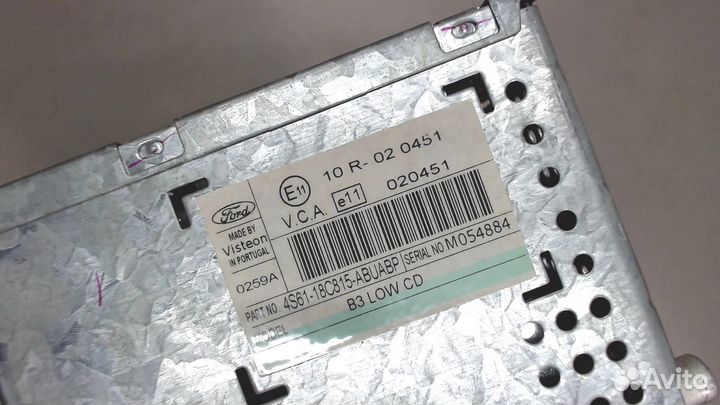 10 R- 02 0451
E11
V.C.A. e11 020451
Ford
MADE BY
Visteon
IN PORTUGAL
0259A
PART NO. 4S61-18C815-ABUABP SERIAL NO M054884
MODEL B3 LOW CD
Avito